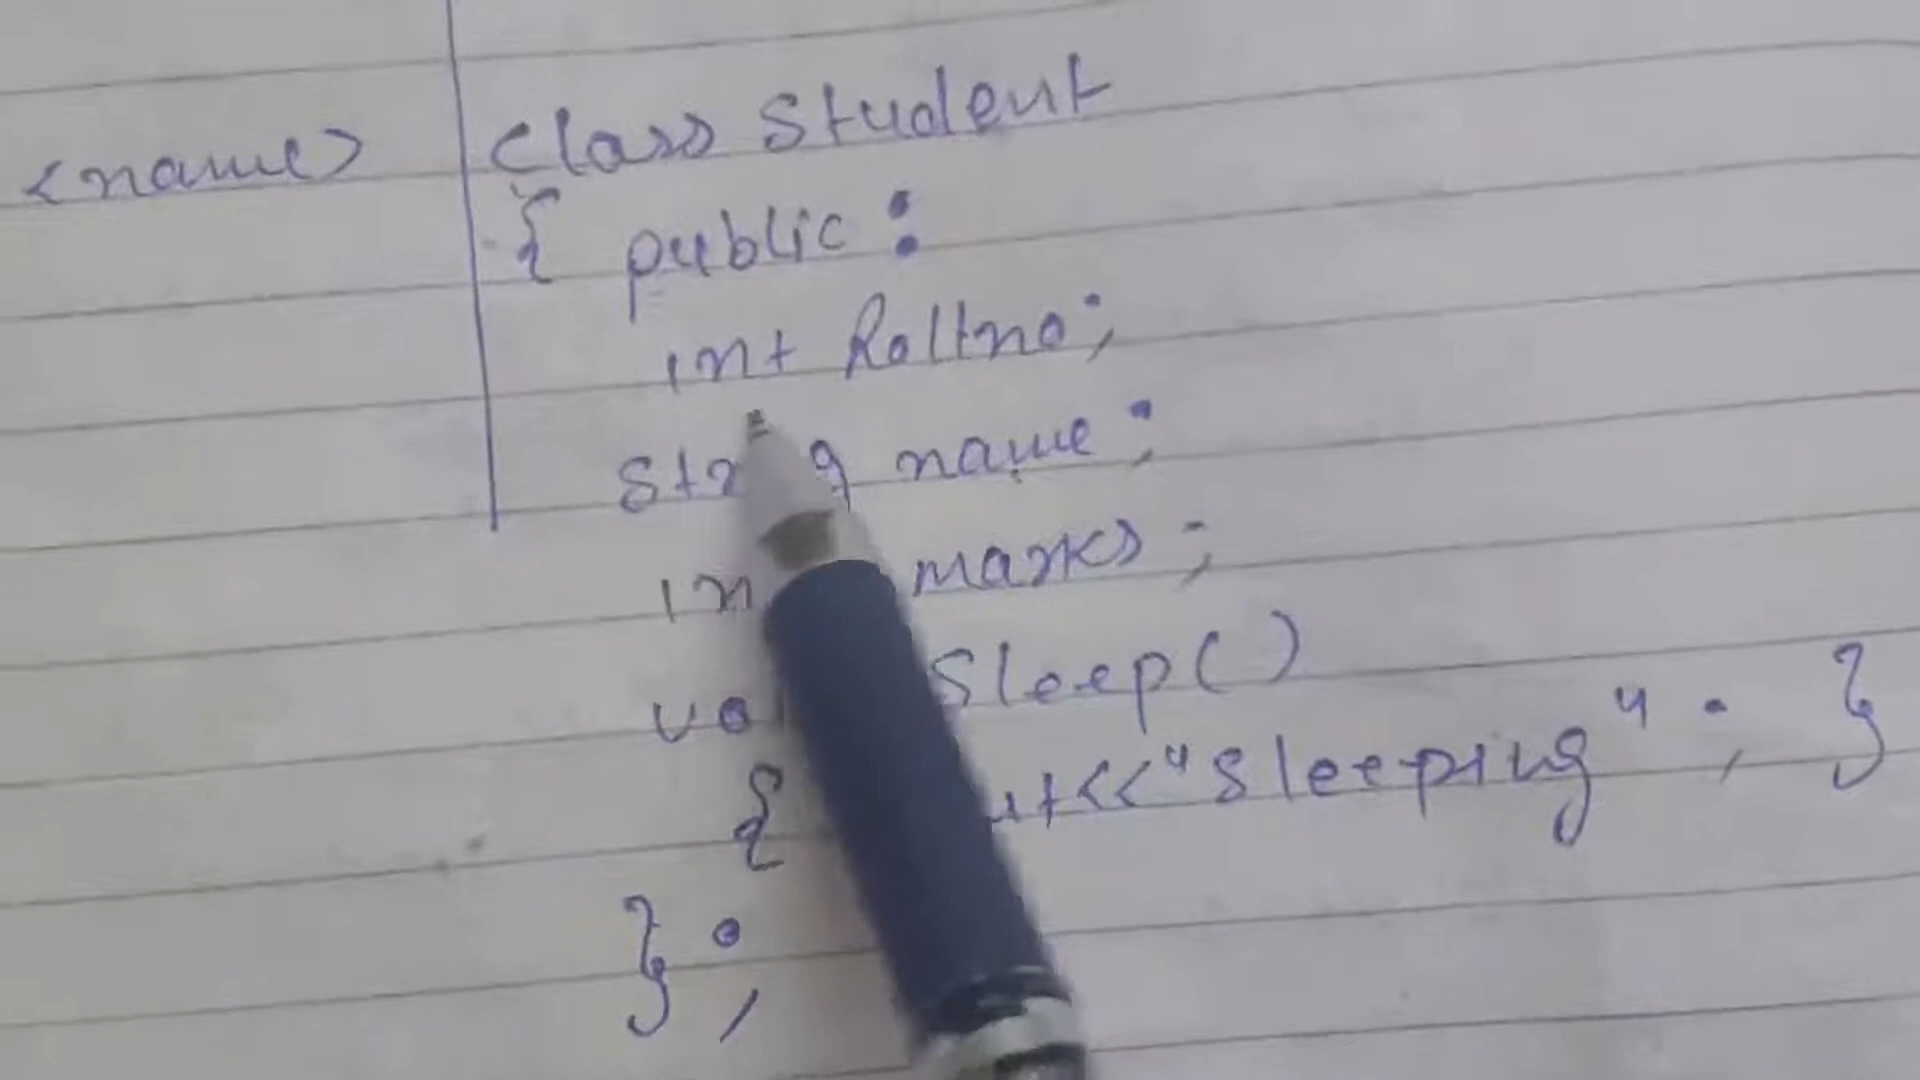 <name>
class Student
{ public :
int Rollno;
name;
marks;
Sleep()
{ <<"Sleeping" ; }
} ;